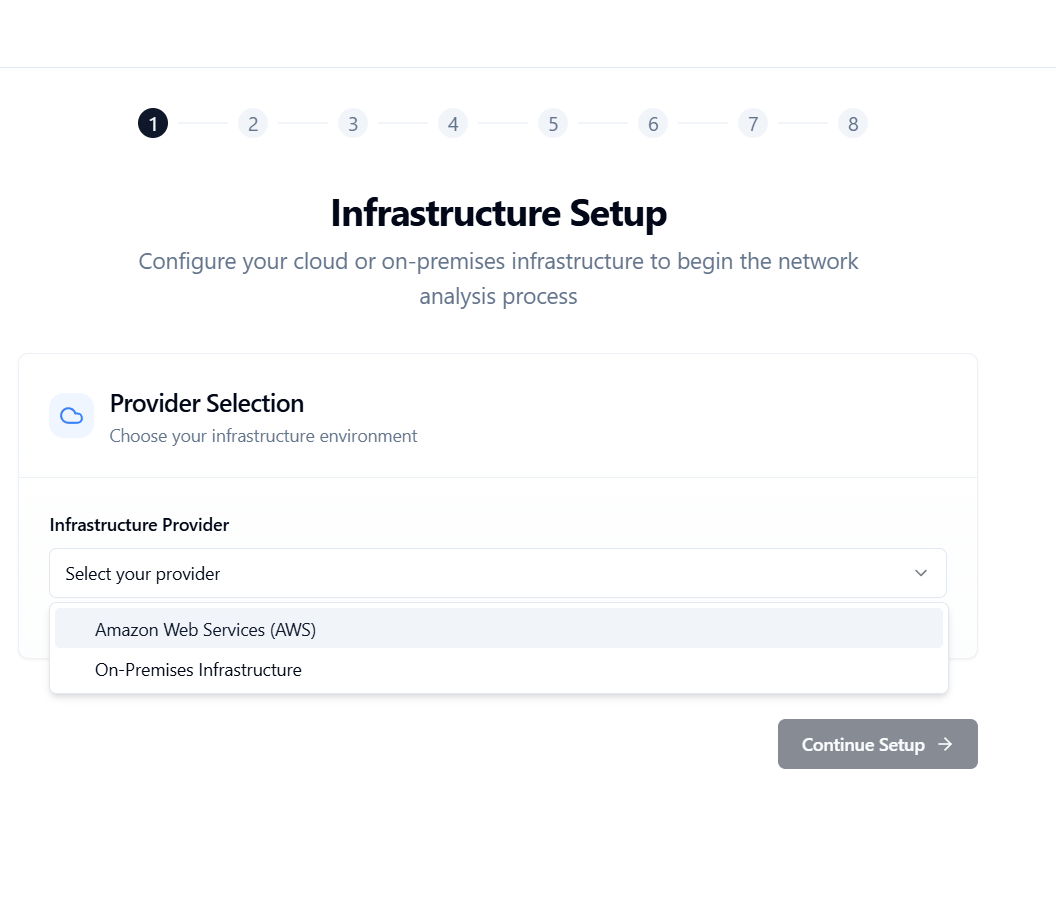 1
2
3
4
5
6
7
8
Infrastructure Setup
Configure your cloud or on-premises infrastructure to begin the network
analysis process
Provider Selection
Choose your infrastructure environment
Infrastructure Provider
Select your provider
Amazon Web Services (AWS)
On-Premises Infrastructure
Continue Setup